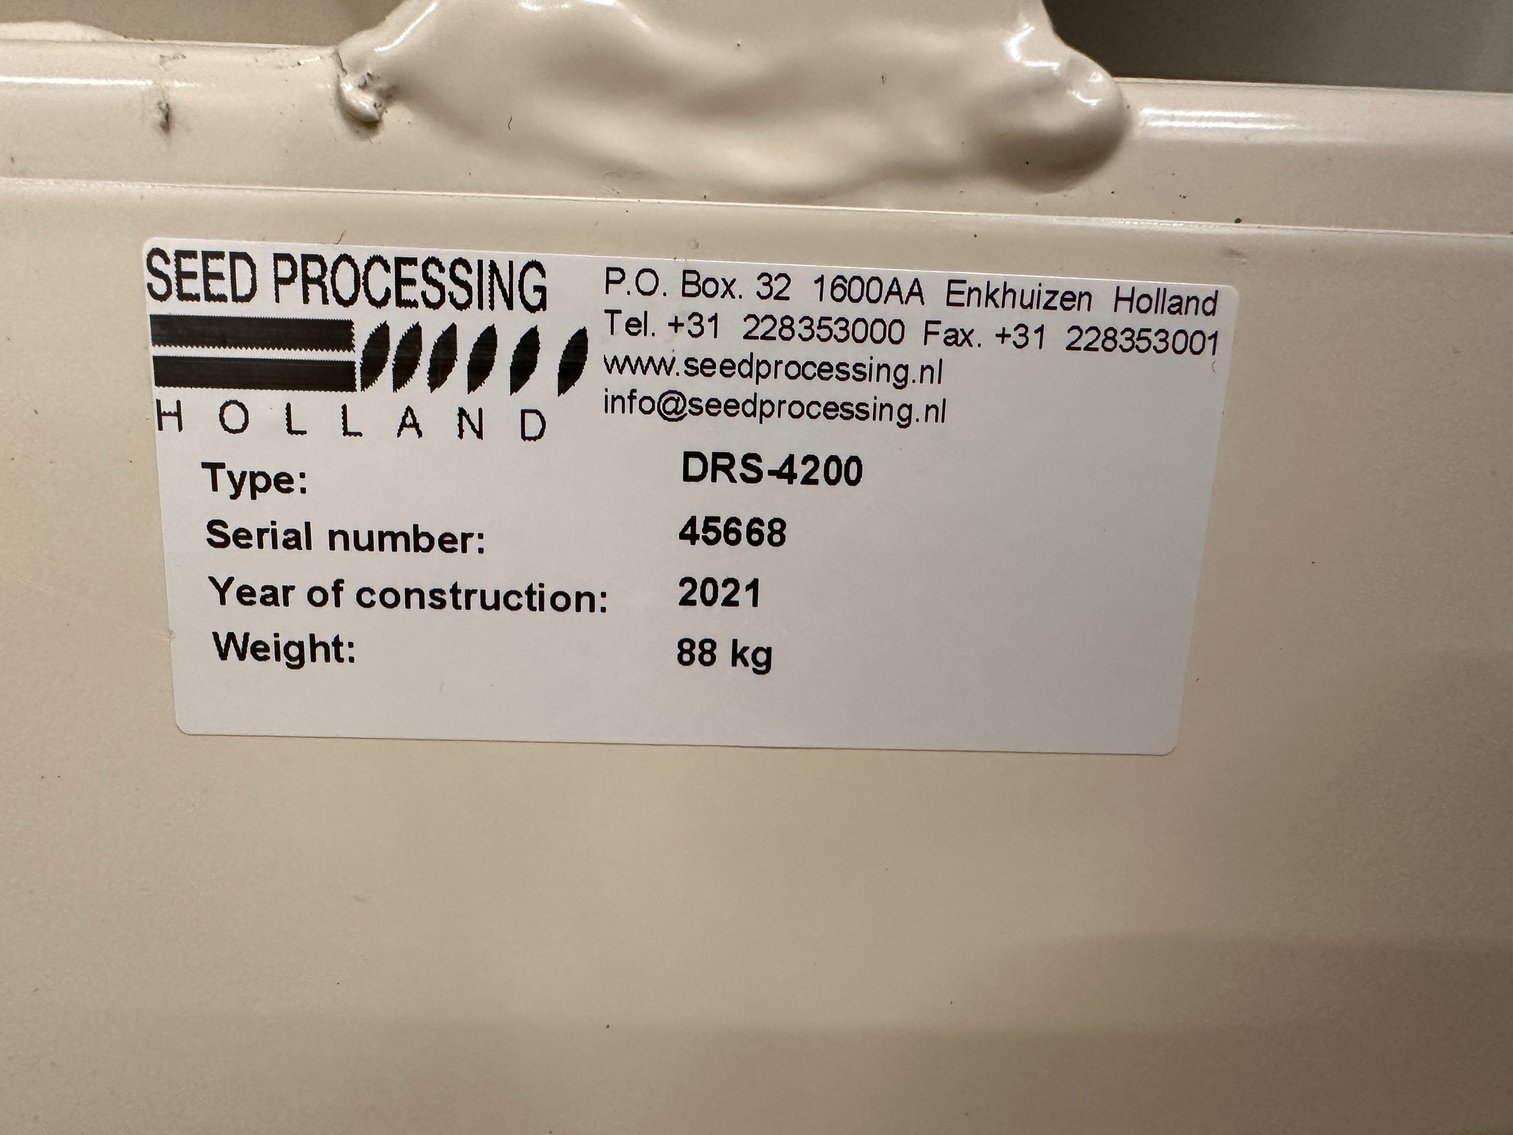 SEED PROCESSING
HOLLAND
P.O. Box. 32 1600AA Enkhuizen Holland
Tel. +31 228353000 Fax. +31 228353001
www.seedprocessing.nl
info@seedprocessing.nl
Type: DRS-4200
Serial number: 45668
Year of construction: 2021
Weight: 88 kg